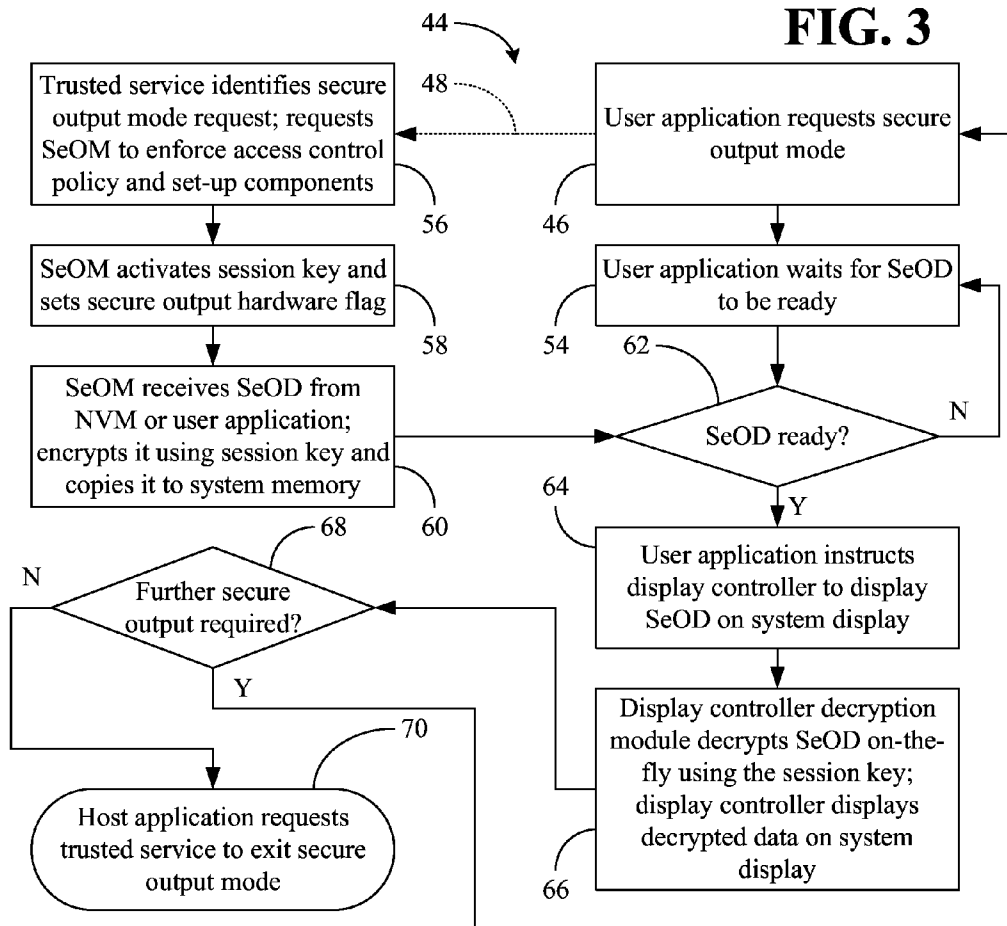 FIG. 3
44
Trusted service identifies secure
output mode request; requests
SeOM to enforce access control
policy and set-up components
48
User application requests secure
output mode
56
46
SeOM activates session key and
sets secure output hardware flag
58
User application waits for SeOD
to be ready
54
62
SeOM receives SeOD from
NVM or user application;
encrypts it using session key and
copies it to system memory
60
SeOD ready?
N
Y
64
User application instructs
display controller to display
SeOD on system display
68
N
Further secure
output required?
Y
Display controller decryption
module decrypts SeOD on-the-
fly using the session key;
display controller displays
decrypted data on system
display
66
70
Host application requests
trusted service to exit secure
output mode